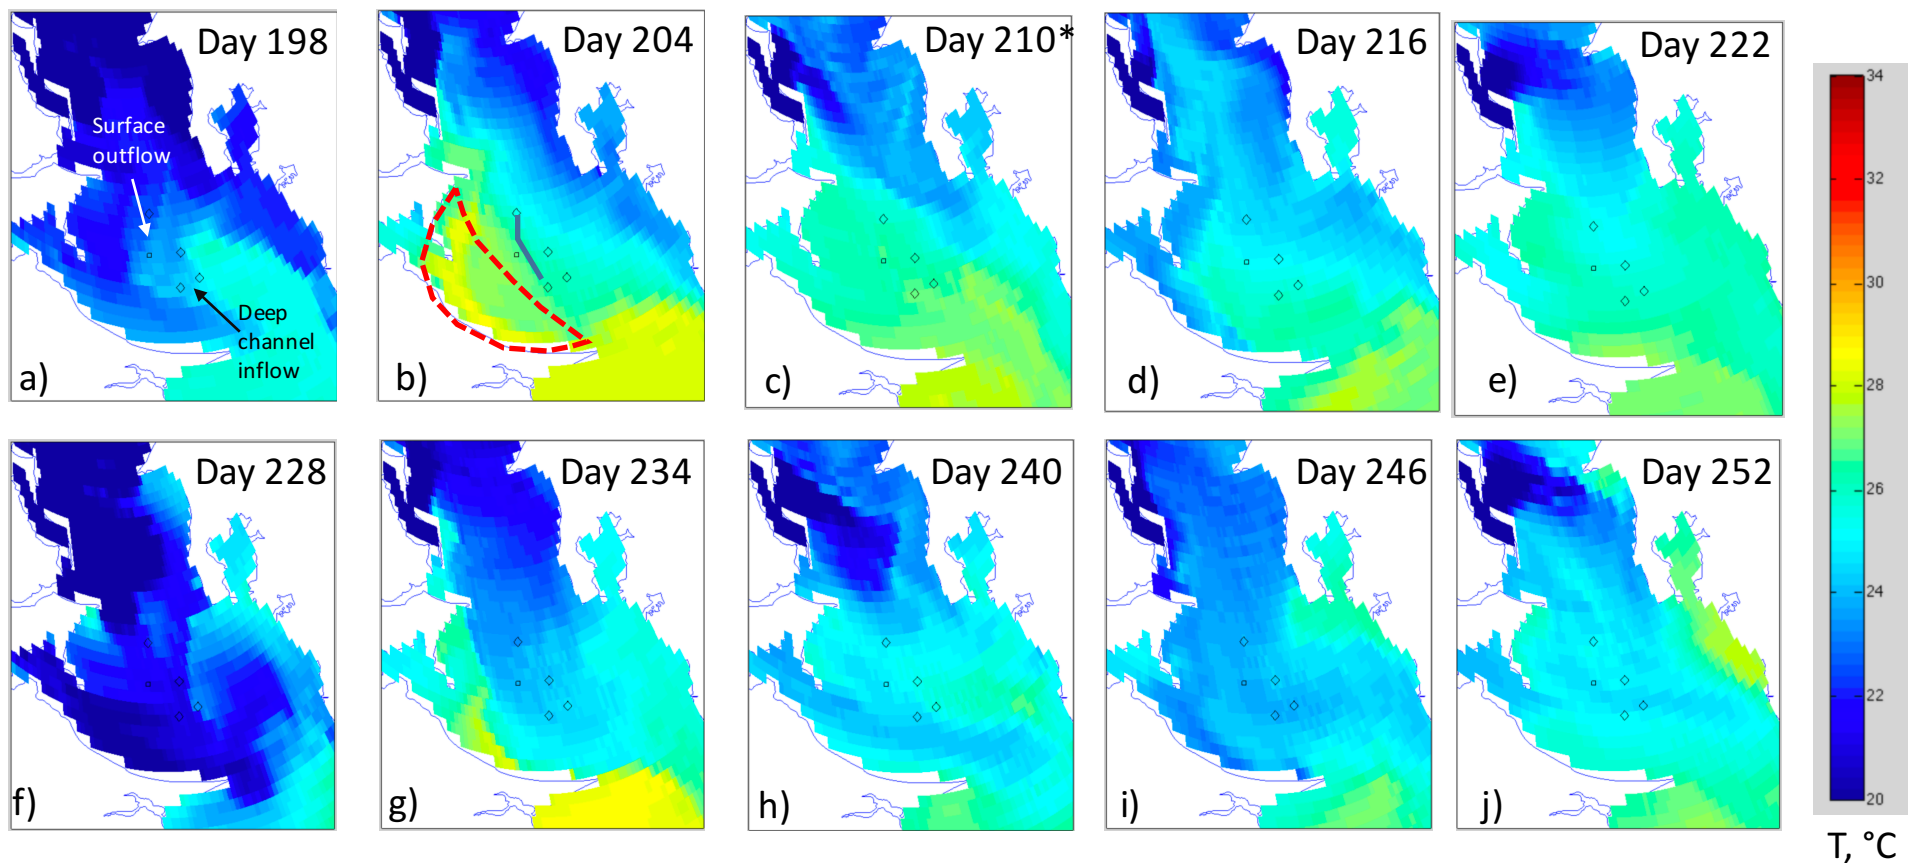 Day 198
Day 204
Day 210*
Day 216
Day 222
Surface
outflow
Deep
channel
inflow
a)
b)
c)
d)
e)
Day 228
Day 234
Day 240
Day 246
Day 252
f)
g)
h)
i)
j)
34
32
30
28
26
24
22
20
T, °C